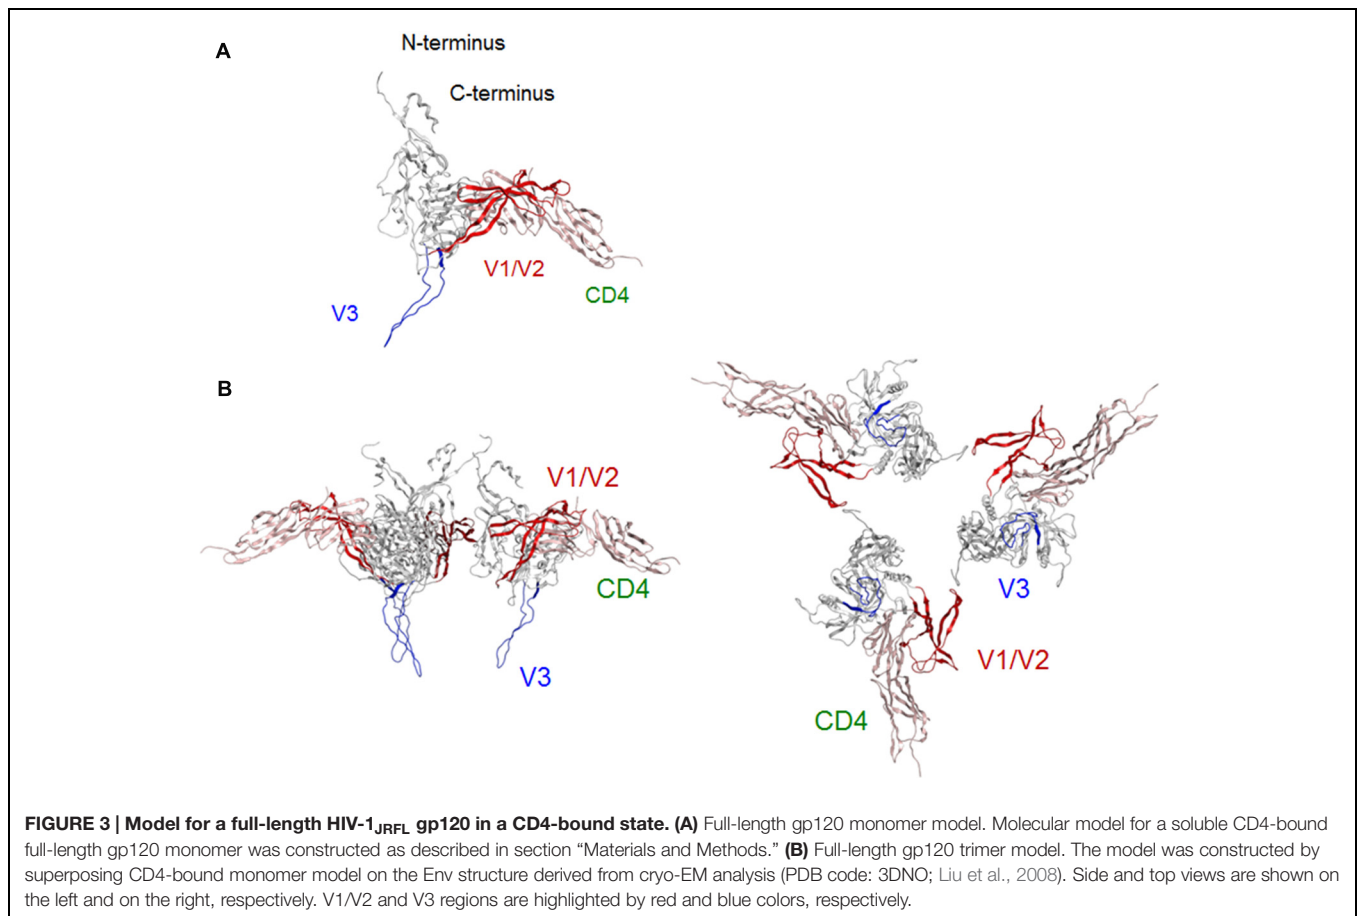 A
N-terminus
C-terminus
V1/V2
CD4
V3
B
V1/V2
CD4
V3
V3
V1/V2
CD4
FIGURE 3 | Model for a full-length HIV-1JRFL gp120 in a CD4-bound state. (A) Full-length gp120 monomer model. Molecular model for a soluble CD4-bound
full-length gp120 monomer was constructed as described in section “Materials and Methods.” (B) Full-length gp120 trimer model. The model was constructed by
superposing CD4-bound monomer model on the Env structure derived from cryo-EM analysis (PDB code: 3DNO; Liu et al., 2008). Side and top views are shown on
the left and on the right, respectively. V1/V2 and V3 regions are highlighted by red and blue colors, respectively.